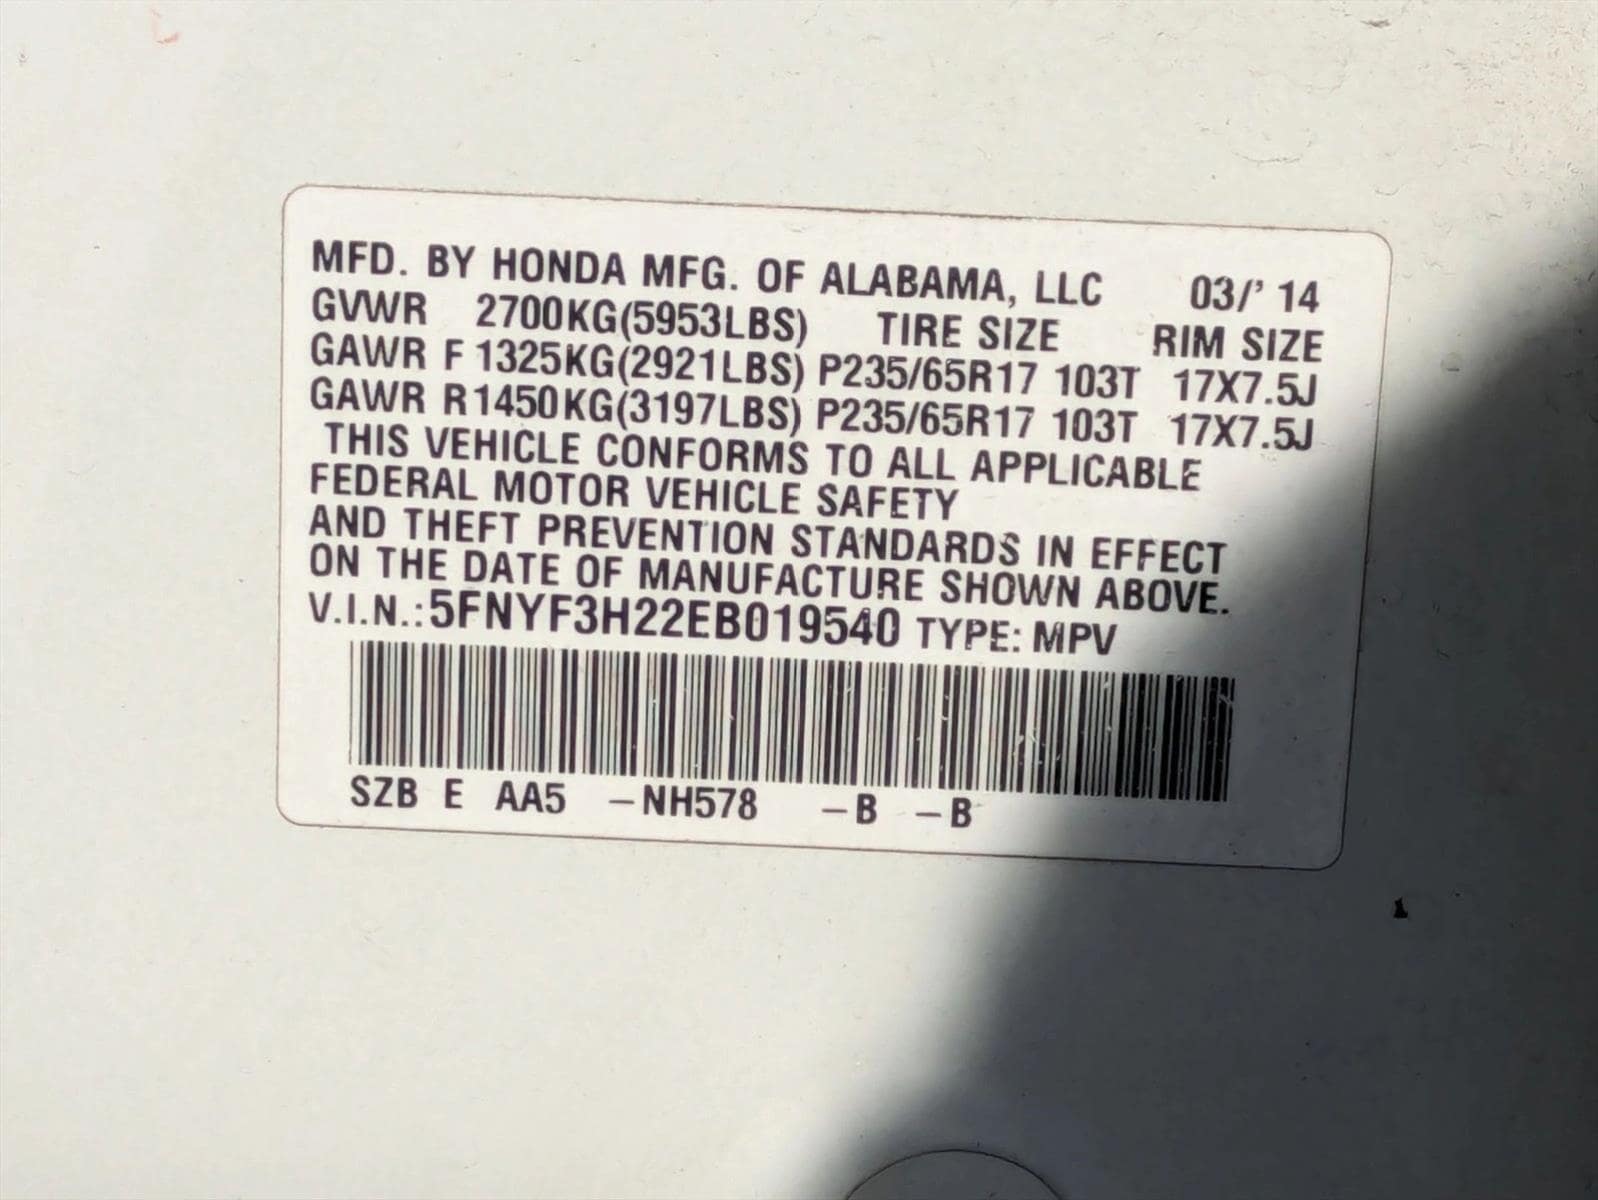 MFD. BY HONDA MFG. OF ALABAMA, LLC 03/' 14
GVWR 2700KG(5953LBS) TIRE SIZE RIM SIZE
GAWR F 1325KG(2921LBS) P235/65R17 103T 17X7.5J
GAWR R1450KG(3197LBS) P235/65R17 103T 17X7.5J
THIS VEHICLE CONFORMS TO ALL APPLICABLE
FEDERAL MOTOR VEHICLE SAFETY
AND THEFT PREVENTION STANDARDS IN EFFECT
ON THE DATE OF MANUFACTURE SHOWN ABOVE.
V.I.N.:5FNYF3H22EB019540 TYPE: MPV
SZB E AA5 -NH578 -B -B